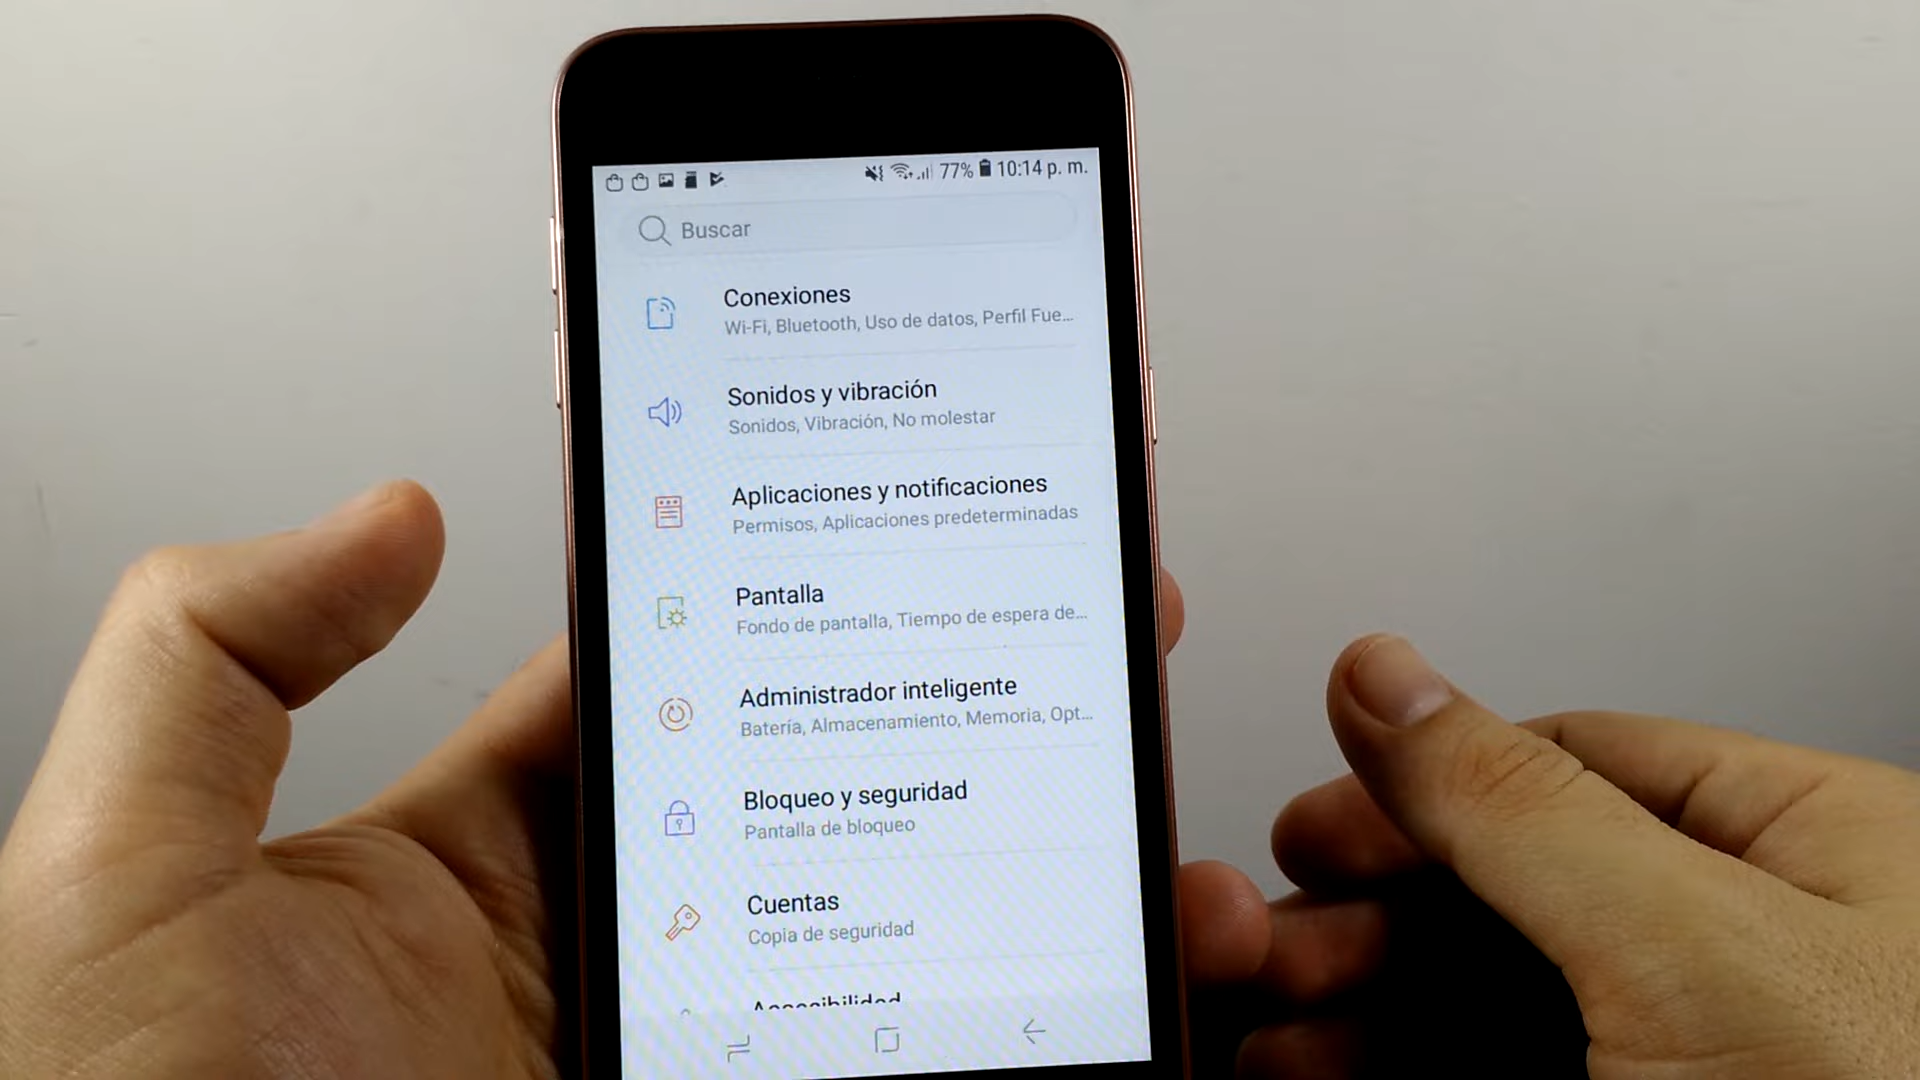 77% 10:14 p. m.
Buscar
Conexiones
Wi-Fi, Bluetooth, Uso de datos, Perfil Fue...
Sonidos y vibración
Sonidos, Vibración, No molestar
Aplicaciones y notificaciones
Permisos, Aplicaciones predeterminadas
Pantalla
Fondo de pantalla, Tiempo de espera de...
Administrador inteligente
Batería, Almacenamiento, Memoria, Opt...
Bloqueo y seguridad
Pantalla de bloqueo
Cuentas
Copia de seguridad
Accesibilidad